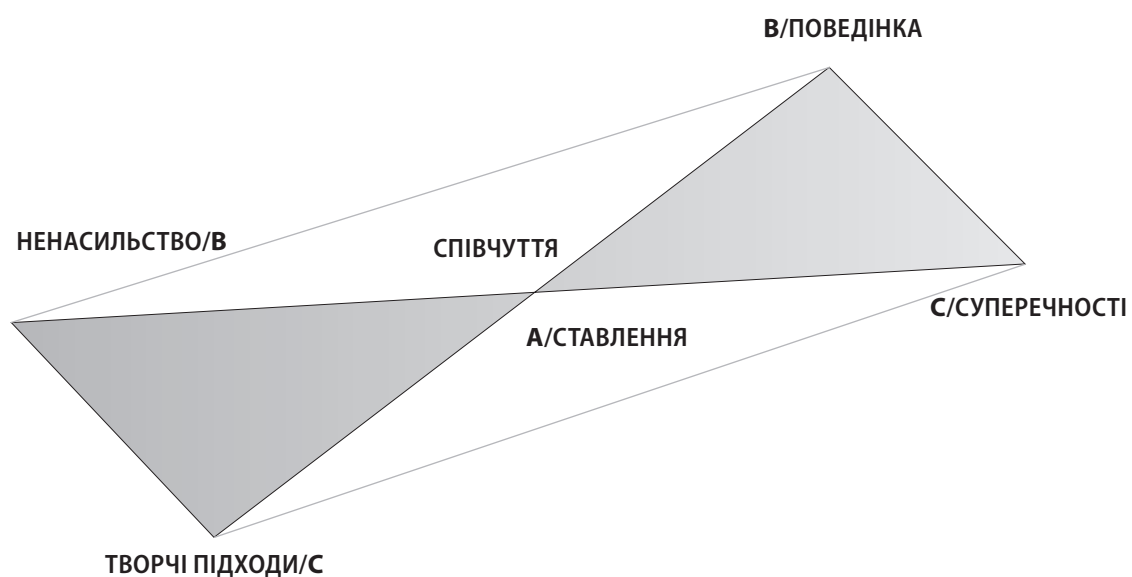 B/ПОВЕДІНКА
НЕНАСИЛЬСТВО/B
СПІВЧУТТЯ
C/СУПЕРЕЧНОСТІ
A/СТАВЛЕННЯ
ТВОРЧІ ПІДХОДИ/C